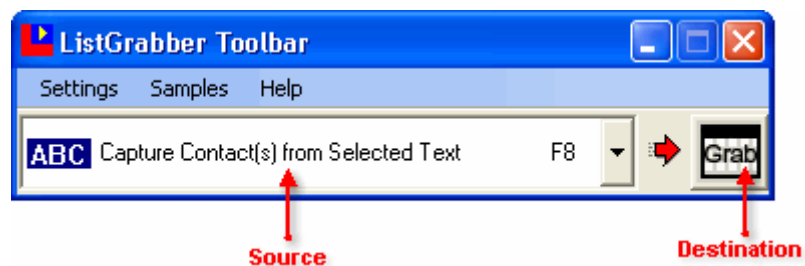 ListGrabber Toolbar
Settings Samples Help
ABC Capture Contact(s) from Selected Text F8 Grab
Source Destination